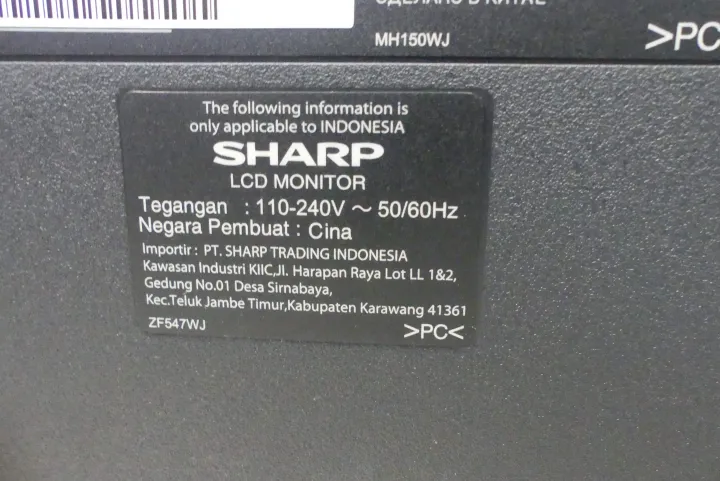 СДЕЛАНО В КИТАЕ
MH150WJ
>PC
The following information is
only applicable to INDONESIA
SHARP
LCD MONITOR
Tegangan : 110-240V ～ 50/60Hz
Negara Pembuat : Cina
Importir : PT. SHARP TRADING INDONESIA
Kawasan Industri KIIC,Jl. Harapan Raya Lot LL 1&2,
Gedung No.01 Desa Sirnabaya,
Kec.Teluk Jambe Timur,Kabupaten Karawang 41361
ZF547WJ
>PC<